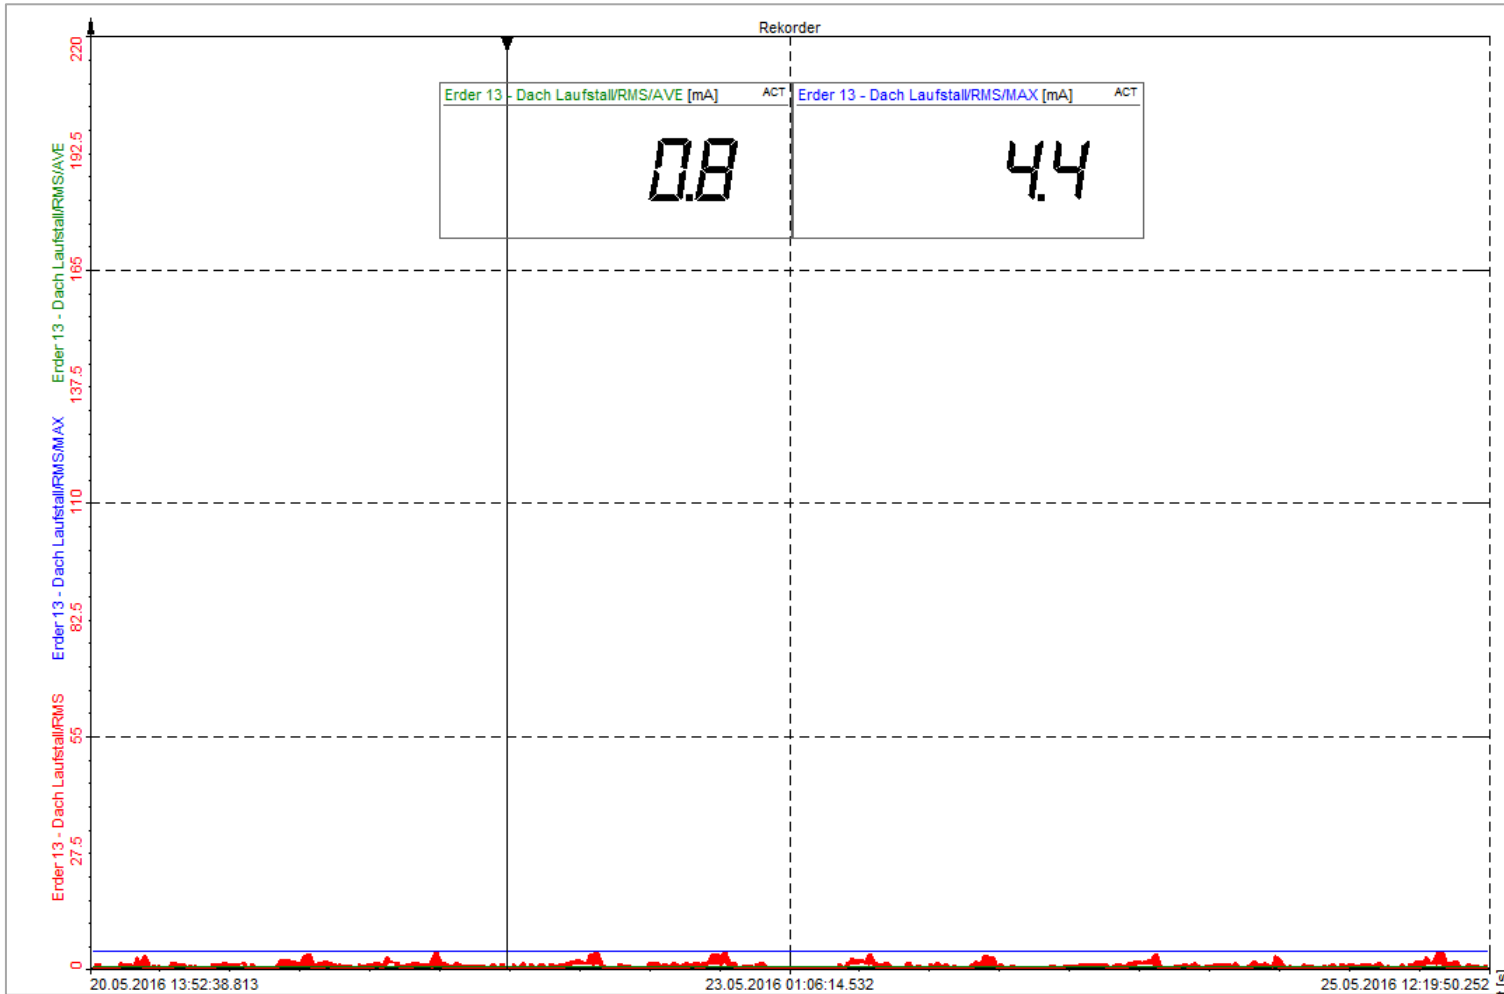 Rekorder
Erder 13 - Dach Laufstall/RMS/AVE [mA] ACT
0.8
Erder 13 - Dach Laufstall/RMS/MAX [mA] ACT
4.4
Erder 13 - Dach Laufstall/RMS/AVE
Erder 13 - Dach Laufstall/RMS/MAX
Erder 13 - Dach Laufstall/RMS
220
192.5
165
137.5
110
82.5
55
27.5
0
20.05.2016 13:52:38.813
23.05.2016 01:06:14.532
25.05.2016 12:19:50.252